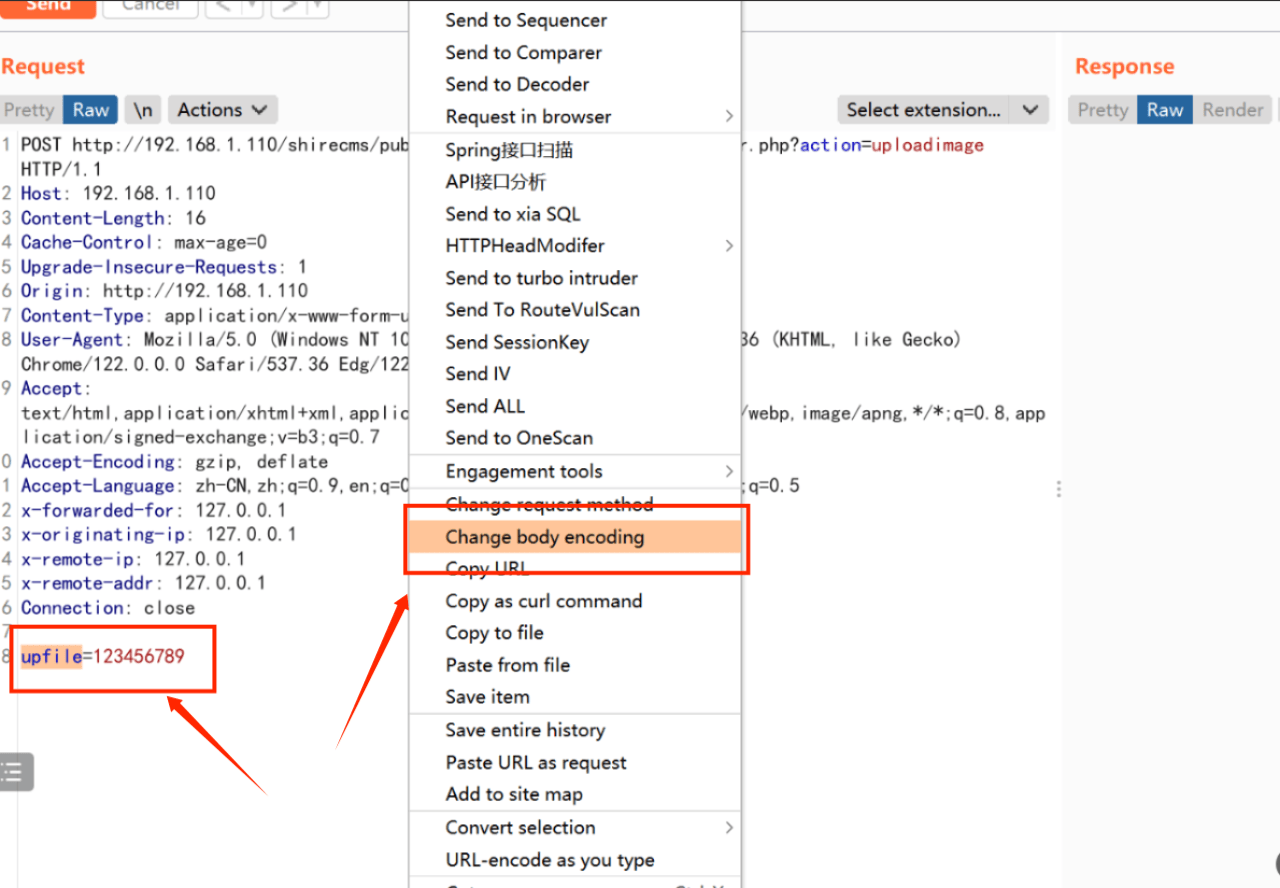 Send Cancel < >
Request
Response
Pretty Raw \n Actions
Select extension...
Pretty Raw Render
1 POST http://192.168.1.110/shirecms/pub
r.php?action=uploadimage
HTTP/1.1
2 Host: 192.168.1.110
3 Content-Length: 16
4 Cache-Control: max-age=0
5 Upgrade-Insecure-Requests: 1
6 Origin: http://192.168.1.110
7 Content-Type: application/x-www-form-u
8 User-Agent: Mozilla/5.0 (Windows NT 10
36 (KHTML, like Gecko)
Chrome/122.0.0.0 Safari/537.36 Edg/122
9 Accept:
text/html,application/xhtml+xml,applic
/webp,image/apng,*/*;q=0.8,app
lication/signed-exchange;v=b3;q=0.7
0 Accept-Encoding: gzip, deflate
1 Accept-Language: zh-CN,zh;q=0.9,en;q=0
;q=0.5
2 x-forwarded-for: 127.0.0.1
3 x-originating-ip: 127.0.0.1
4 x-remote-ip: 127.0.0.1
5 x-remote-addr: 127.0.0.1
6 Connection: close
7
8 upfile=123456789
Send to Sequencer
Send to Comparer
Send to Decoder
Request in browser
Spring接口扫描
API接口分析
Send to xia SQL
HTTPHeadModifer
Send to turbo intruder
Send To RouteVulScan
Send SessionKey
Send IV
Send ALL
Send to OneScan
Engagement tools
Change request method
Change body encoding
Copy URL
Copy as curl command
Copy to file
Paste from file
Save item
Save entire history
Paste URL as request
Add to site map
Convert selection
URL-encode as you type